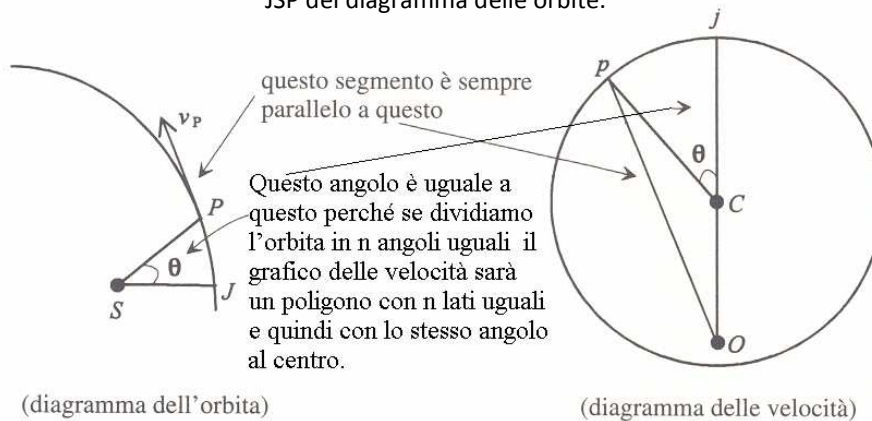 JSP del diagramma delle orbite.
j
p
questo segmento è sempre
parallelo a questo
v_P
θ
Questo angolo è uguale a
questo perché se dividiamo
l'orbita in n angoli uguali il
grafico delle velocità sarà
un poligono con n lati uguali
e quindi con lo stesso angolo
al centro.
P
C
θ
S
J
O
(diagramma dell'orbita)
(diagramma delle velocità)